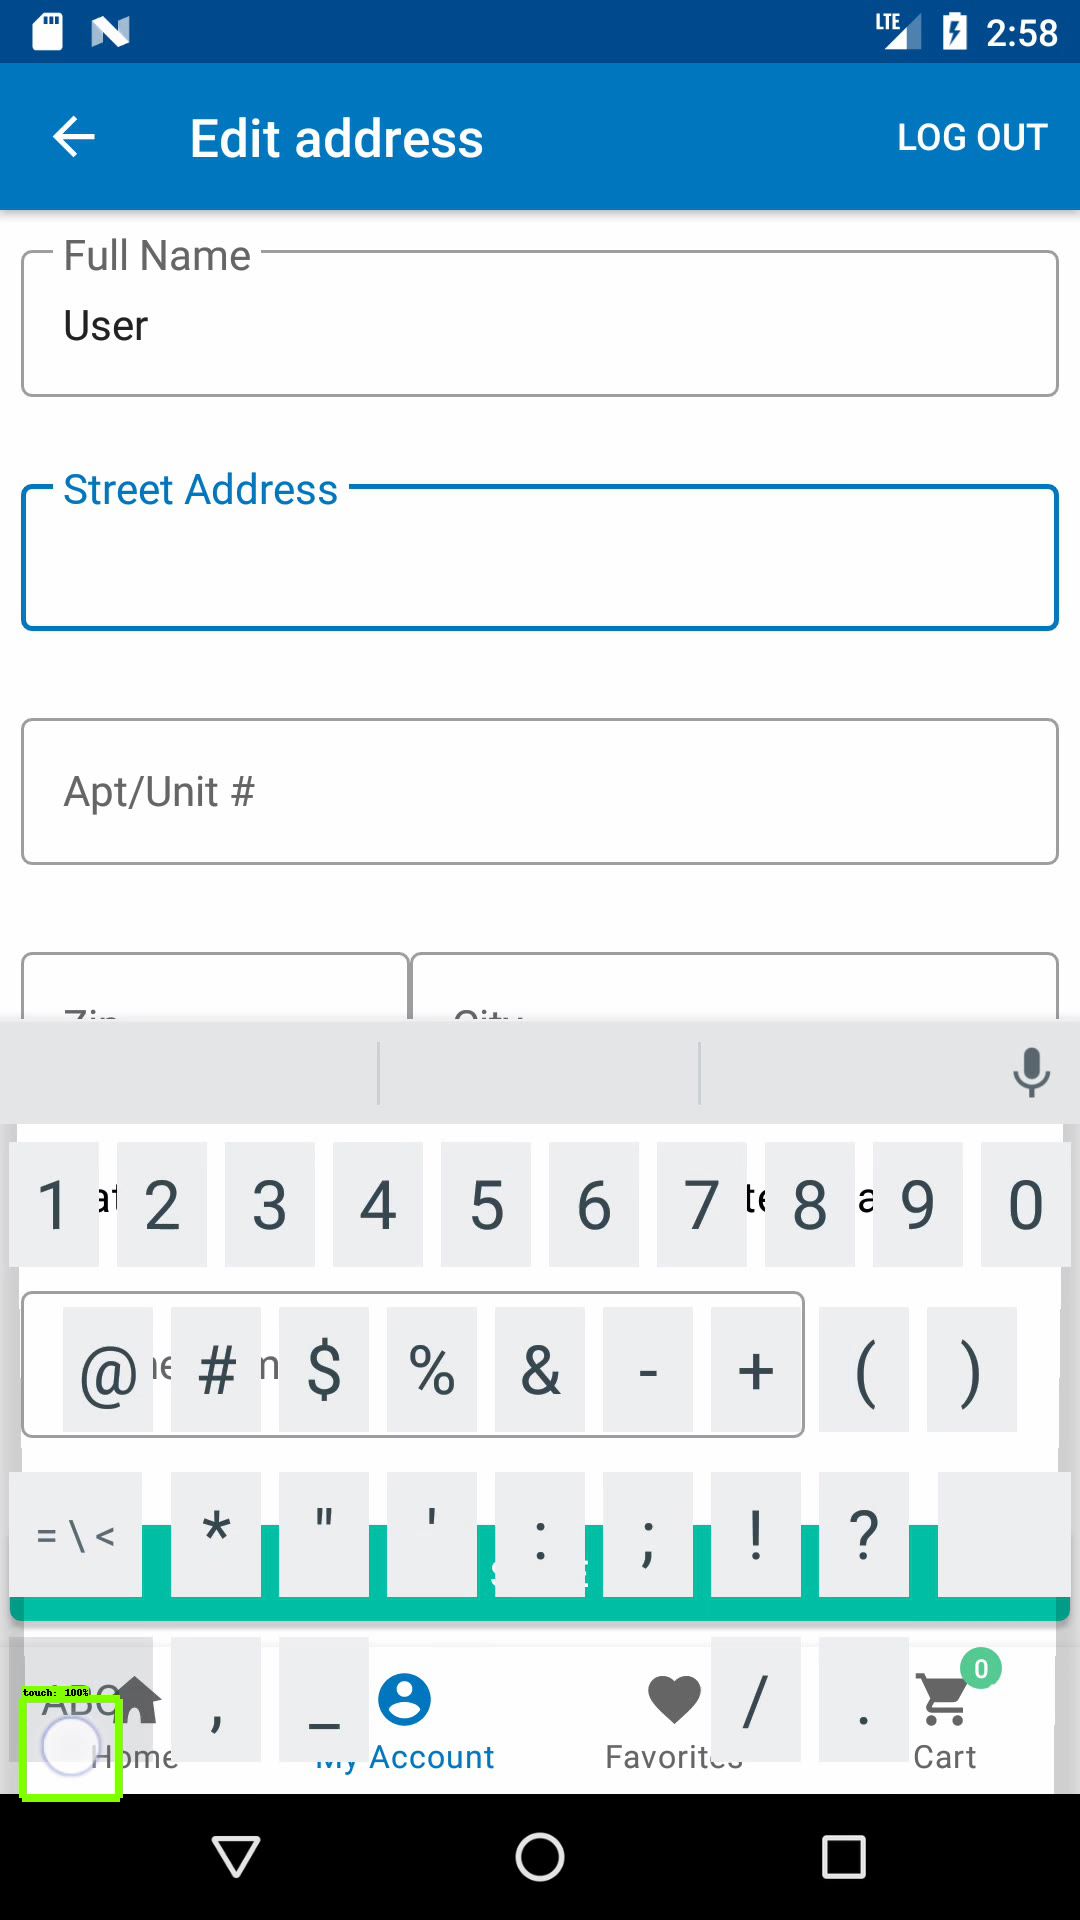 LTE 2:58
Edit address LOG OUT
Full Name
User
Street Address
Apt/Unit #
Zip City
1 2 3 4 5 6 7 8 9 0
@ # $ % & - + ( )
= \ < * " ' : ; ! ?
ABC , _ / .
0
touch: 100%
Home My Account Favorites Cart